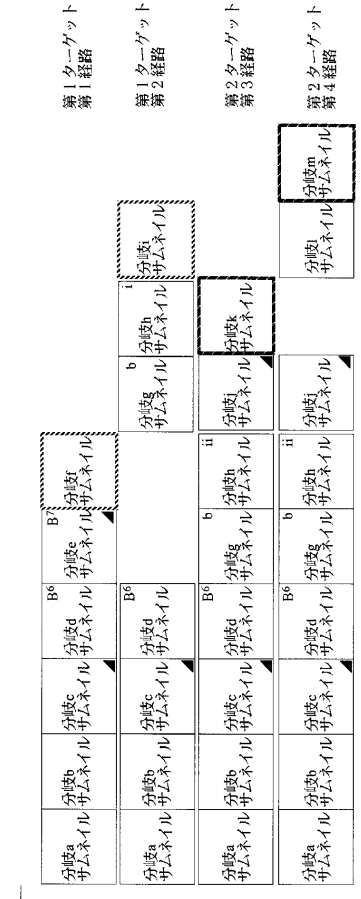 分岐a
サムネイル
分岐b
サムネイル
分岐c
サムネイル
B⁶
分岐d
サムネイル
B⁷
分岐e
サムネイル
分岐f
サムネイル
第1ターゲット
第1経路
分岐a
サムネイル
分岐b
サムネイル
分岐c
サムネイル
B⁶
分岐d
サムネイル
b
分岐g
サムネイル
i
分岐h
サムネイル
分岐i
サムネイル
第1ターゲット
第2経路
分岐a
サムネイル
分岐b
サムネイル
分岐c
サムネイル
B⁶
分岐d
サムネイル
b
分岐g
サムネイル
ii
分岐h
サムネイル
分岐j
サムネイル
分岐k
サムネイル
第2ターゲット
第3経路
分岐a
サムネイル
分岐b
サムネイル
分岐c
サムネイル
B⁶
分岐d
サムネイル
b
分岐g
サムネイル
ii
分岐h
サムネイル
分岐j
サムネイル
分岐l
サムネイル
分岐m
サムネイル
第2ターゲット
第4経路